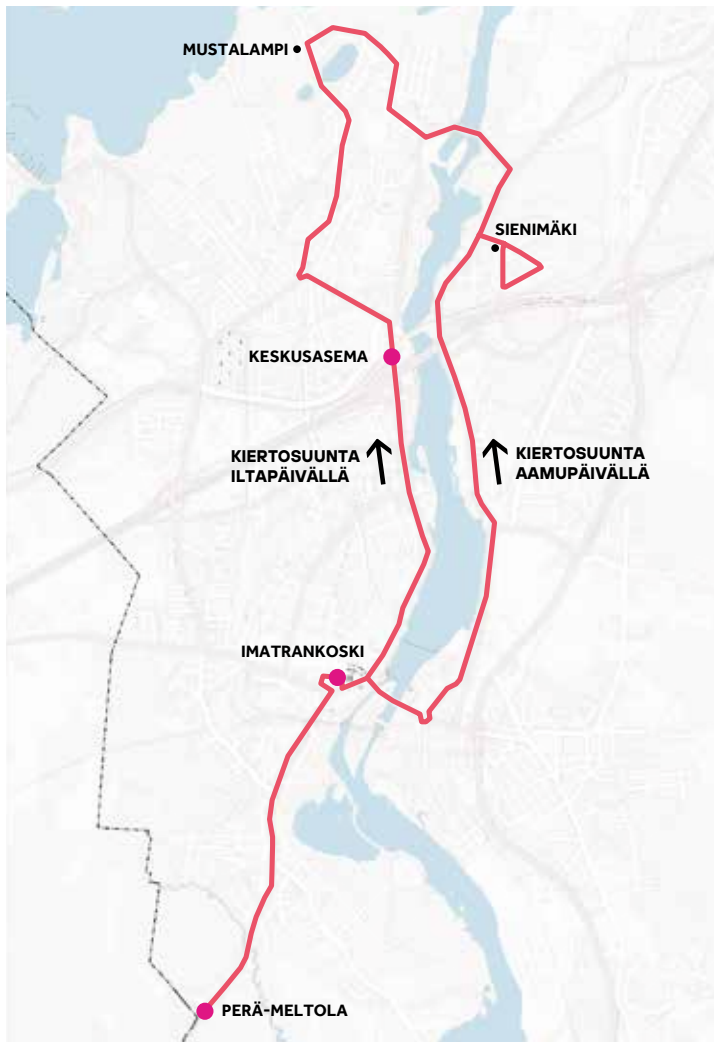 MUSTALAMPI
SIENIMÄKI
KESKUSASEMA
KIERTOSUUNTA
ILTAPÄIVÄLLÄ
KIERTOSUUNTA
AAMUPÄIVÄLLÄ
IMATRANKOSKI
PERÄ-MELTOLA